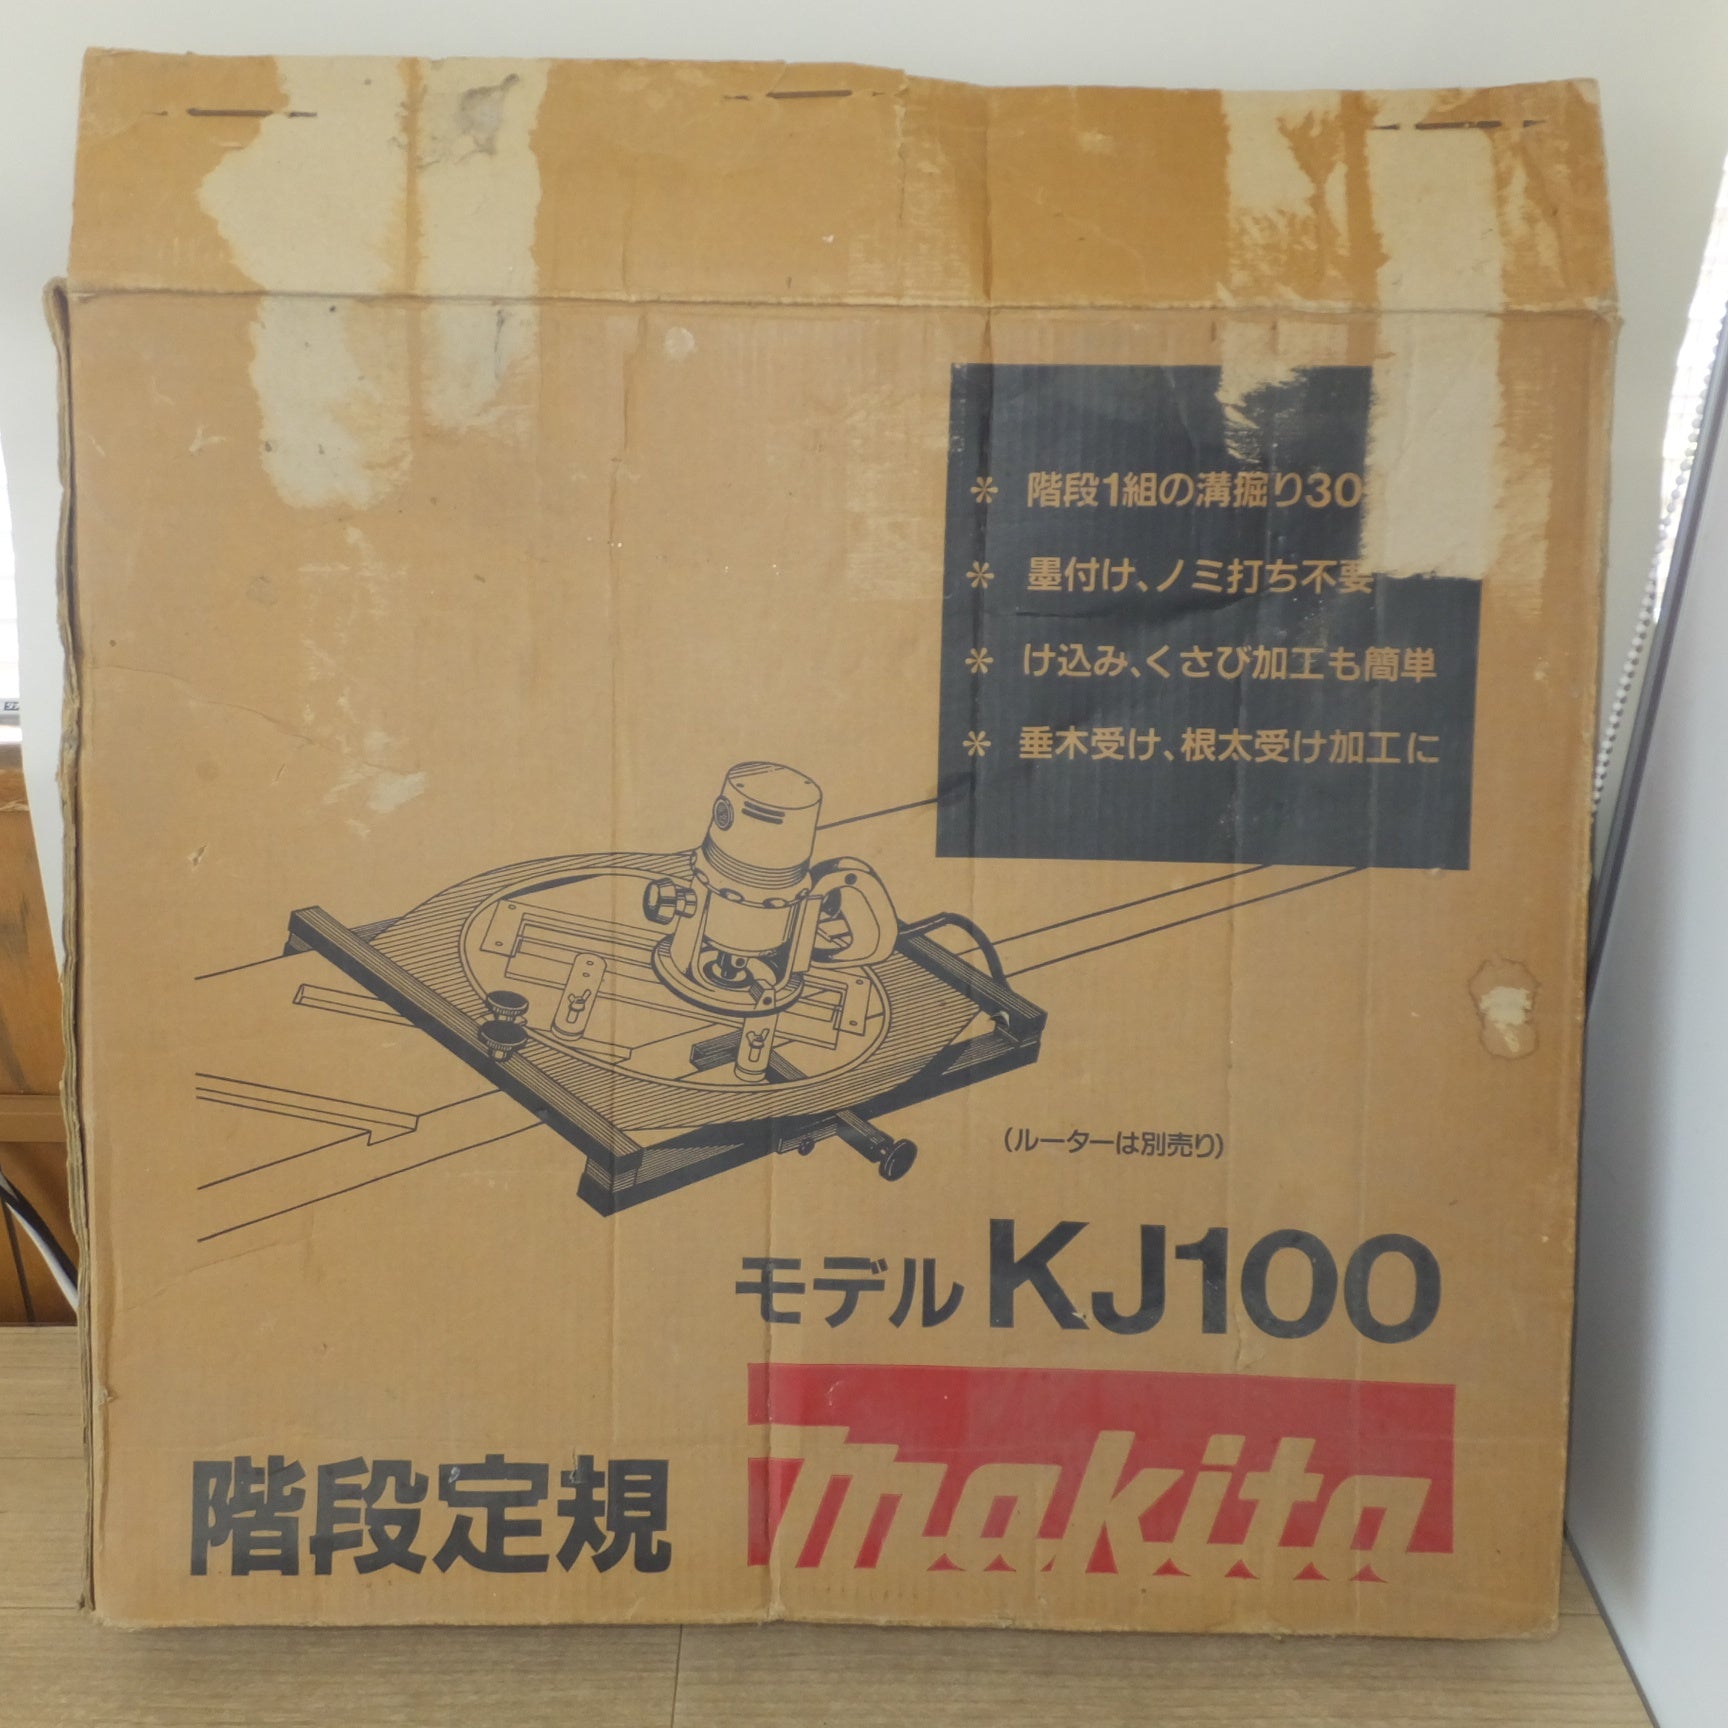 * 階段1組の溝掘り30
* 墨付け、ノミ打ち不要
* け込み、くさび加工も簡単
* 垂木受け、根太受け加工に
(ルーターは別売り)
モデル KJ100
階段定規
makita